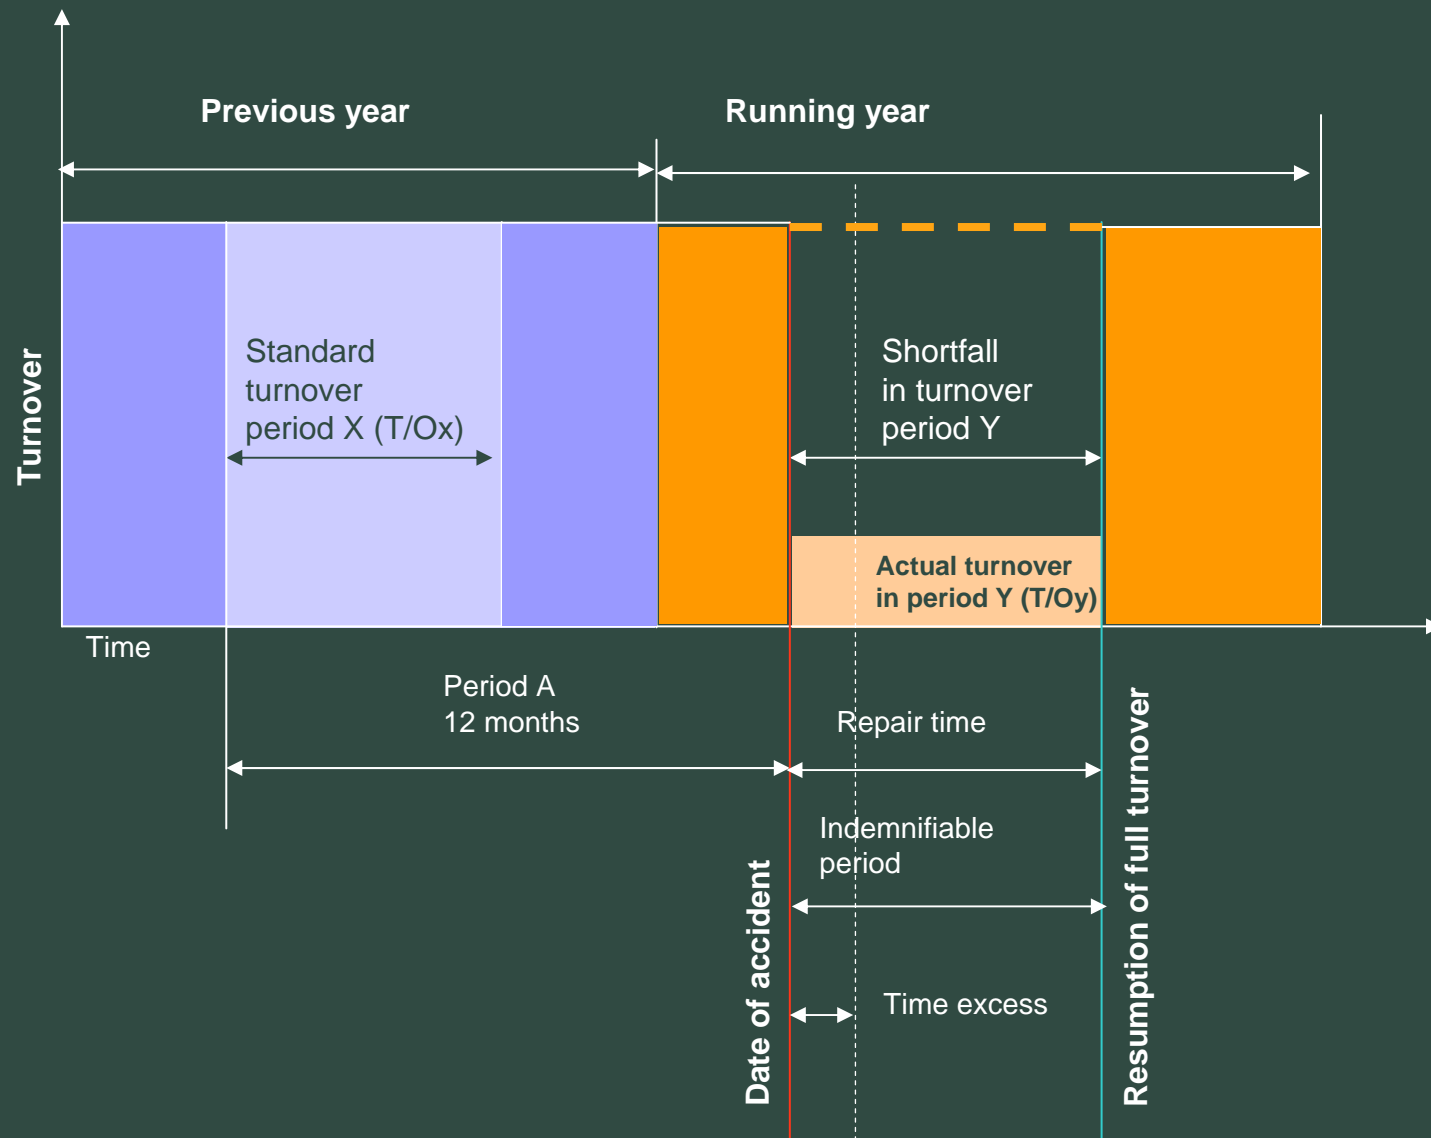 Previous year
Running year
Turnover
Standard
turnover
period X (T/Ox)
Shortfall
in turnover
period Y
Actual turnover
in period Y (T/Oy)
Time
Period A
12 months
Repair time
Indemnifiable
period
Time excess
Date of accident
Resumption of full turnover